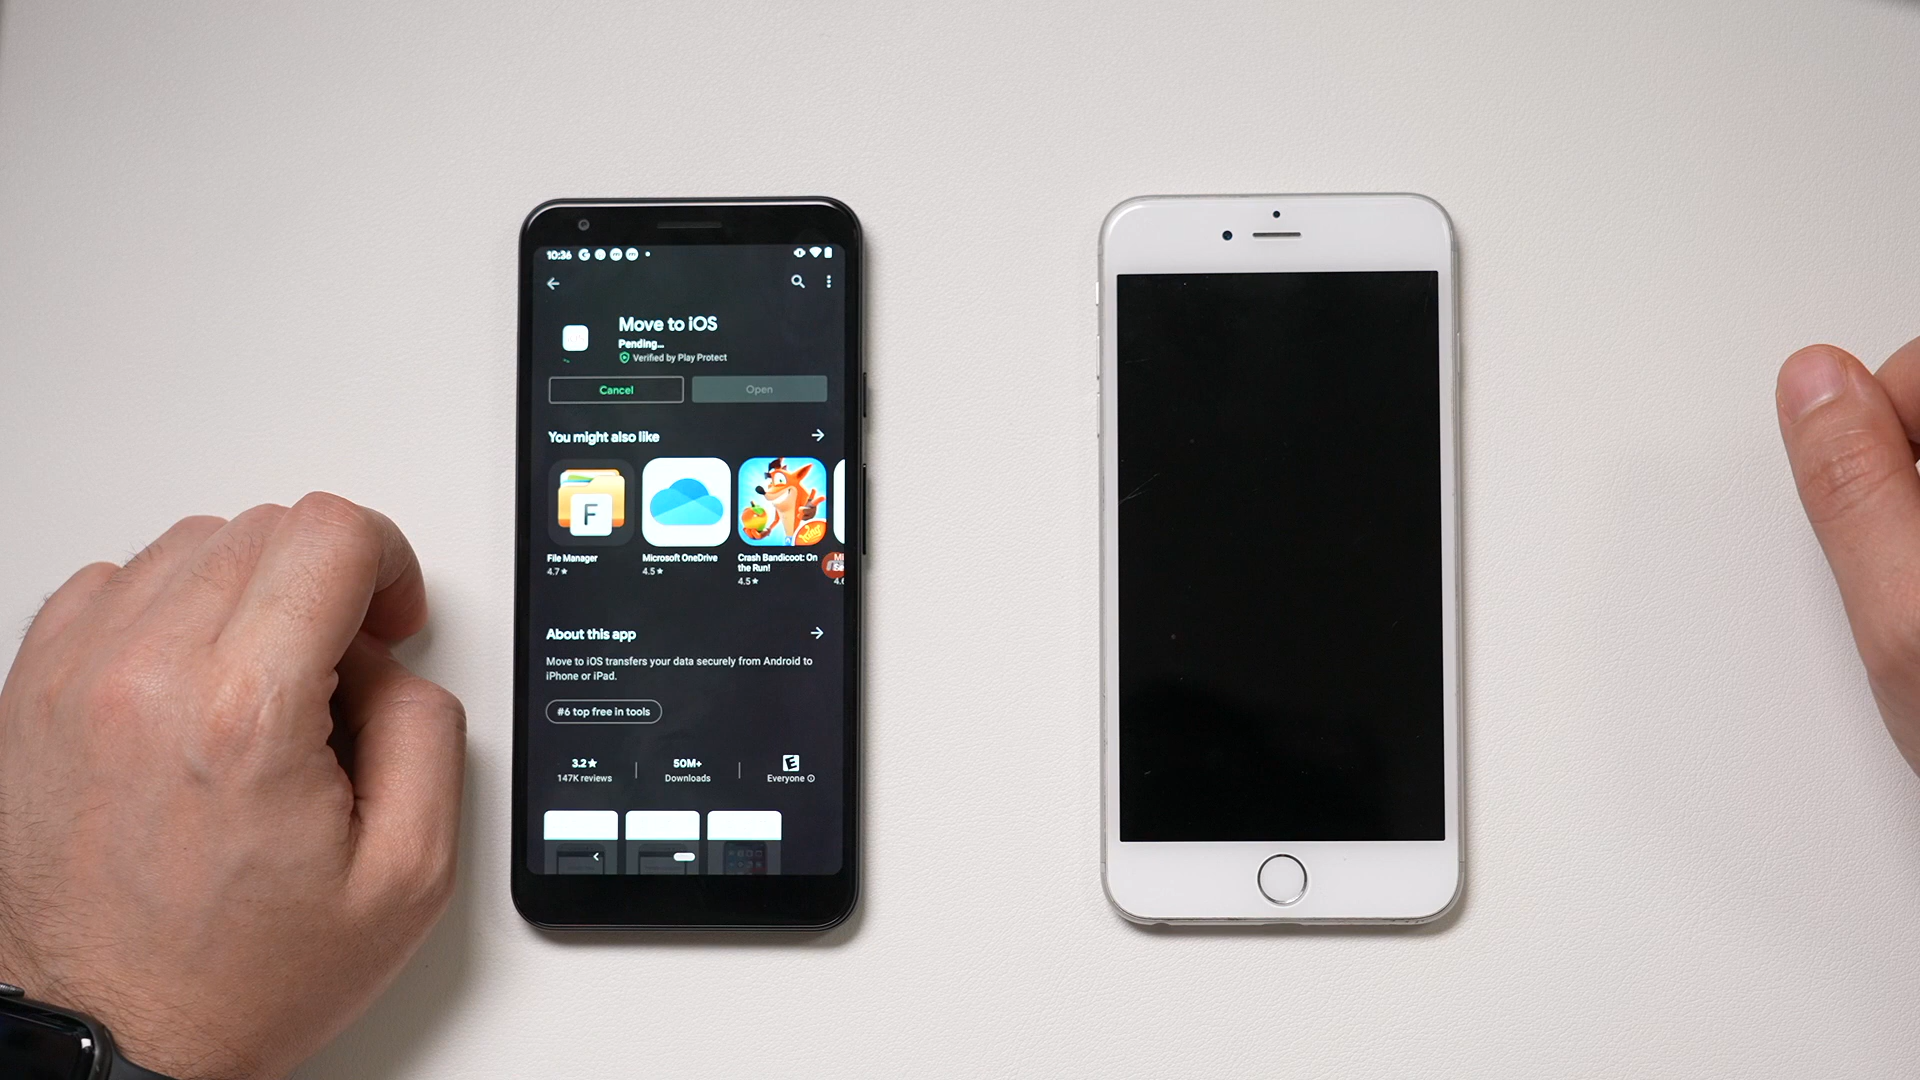 10:36
Move to iOS
Pending...
Verified by Play Protect
Cancel
Open
You might also like
F
King
File Manager
4.7★
Microsoft OneDrive
4.5★
Crash Bandicoot: On
the Run!
4.5★
About this app
Move to iOS transfers your data securely from Android to
iPhone or iPad.
#6 top free in tools
3.2★
147K reviews
50M+
Downloads
E
Everyone